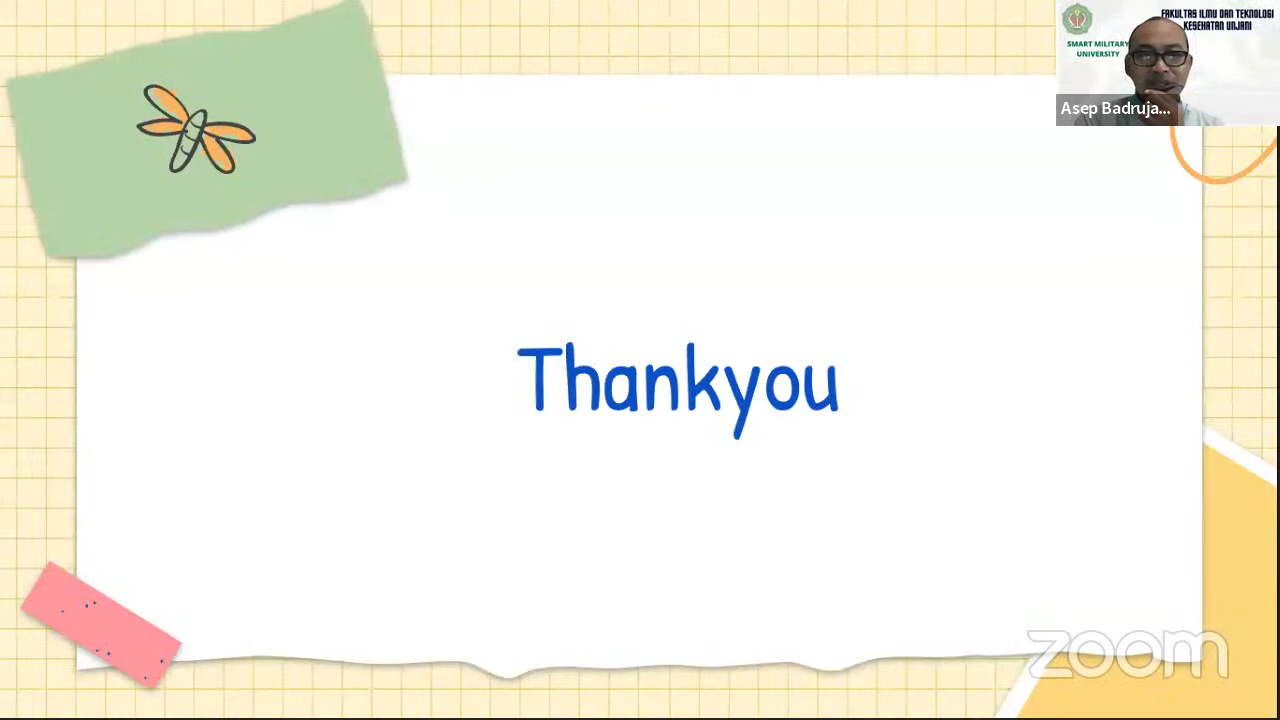 FAKULTAS ILMU DAN TEKNOLOGI
KESEHATAN UNJANI
SMART MILITARY
UNIVERSITY
Asep Badruja...
Thankyou
zoom